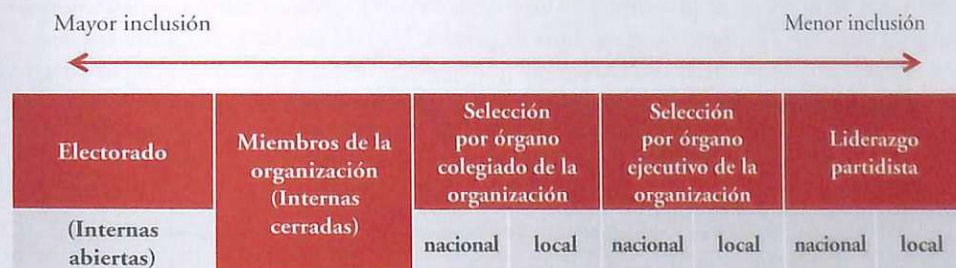 Mayor inclusión
Menor inclusión
Electorado
(Internas
abiertas)
Miembros de la
organización
(Internas
cerradas)
Selección
por órgano
colegiado de la
organización
nacional local
Selección
por órgano
ejecutivo de la
organización
nacional local
Liderazgo
partidista
nacional local